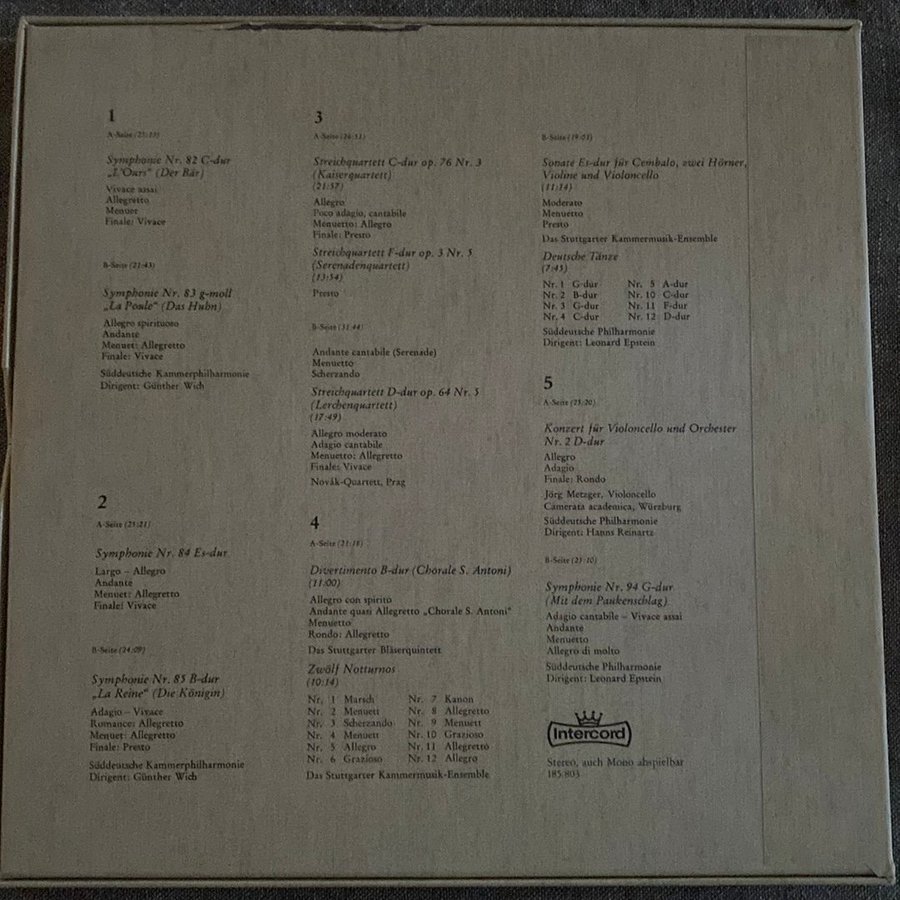 1
A-Seite (25:19)
Symphonie Nr. 82 C-dur
„L'Ours“ (Der Bär)
Vivace assai
Allegretto
Menuet
Finale: Vivace
B-Seite (21:43)
Symphonie Nr. 83 g-moll
„La Poule“ (Das Huhn)
Allegro spirituoso
Andante
Menuet: Allegretto
Finale: Vivace
Süddeutsche Kammerphilharmonie
Dirigent: Günther Wich
2
A-Seite (25:21)
Symphonie Nr. 84 Es-dur
Largo – Allegro
Andante
Menuet: Allegretto
Finale: Vivace
B-Seite (24:09)
Symphonie Nr. 85 B-dur
„La Reine“ (Die Königin)
Adagio – Vivace
Romance: Allegretto
Menuet: Allegretto
Finale: Presto
Süddeutsche Kammerphilharmonie
Dirigent: Günther Wich
3
A-Seite
Streichquartett C-dur op. 76 Nr. 3
(Kaiserquartett)
(21:57)
Allegro
Poco adagio, cantabile
Menuetto: Allegro
Finale: Presto
Streichquartett F-dur op. 3 Nr. 5
(Serenadenquartett)
(13:54)
Presto
B-Seite (31:44)
Andante cantabile (Serenade)
Menuetto
Scherzando
Streichquartett D-dur op. 64 Nr. 5
(Lerchenquartett)
(17:49)
Allegro moderato
Adagio cantabile
Menuetto: Allegretto
Finale: Vivace
Novák-Quartett, Prag
4
A-Seite (21:18)
Divertimento B-dur (Chorale S. Antoni)
(11:00)
Allegro con spirito
Andante quasi Allegretto „Chorale S. Antoni“
Menuetto
Rondo: Allegretto
Das Stuttgarter Bläserquintett
Zwölf Notturnos
(10:14)
Nr. 1 Marsch Nr. 7 Kanon
Nr. 2 Menuett Nr. 8 Allegretto
Nr. 3 Scherzando Nr. 9 Menuett
Nr. 4 Menuett Nr. 10 Grazioso
Nr. 5 Allegro Nr. 11 Allegretto
Nr. 6 Grazioso Nr. 12 Allegro
Das Stuttgarter Kammermusik-Ensemble
B-Seite (19:03)
Sonate Es-dur für Cembalo, zwei Hörner,
Violine und Violoncello
(11:14)
Moderato
Menuetto
Presto
Das Stuttgarter Kammermusik-Ensemble
Deutsche Tänze
(7:45)
Nr. 1 G-dur Nr. 5 A-dur
Nr. 2 B-dur Nr. 10 C-dur
Nr. 3 G-dur Nr. 11 F-dur
Nr. 4 C-dur Nr. 12 D-dur
Süddeutsche Philharmonie
Dirigent: Leonard Epstein
5
A-Seite (25:20)
Konzert für Violoncello und Orchester
Nr. 2 D-dur
Allegro
Adagio
Finale: Rondo
Jörg Metzger, Violoncello
Camerata academica, Würzburg
Süddeutsche Philharmonie
Dirigent: Hanns Reinartz
B-Seite (23:10)
Symphonie Nr. 94 G-dur
(Mit dem Paukenschlag)
Adagio cantabile – Vivace assai
Andante
Menuetto
Allegro di molto
Süddeutsche Philharmonie
Dirigent: Leonard Epstein
Intercord
Stereo, auch Mono abspielbar
185 803